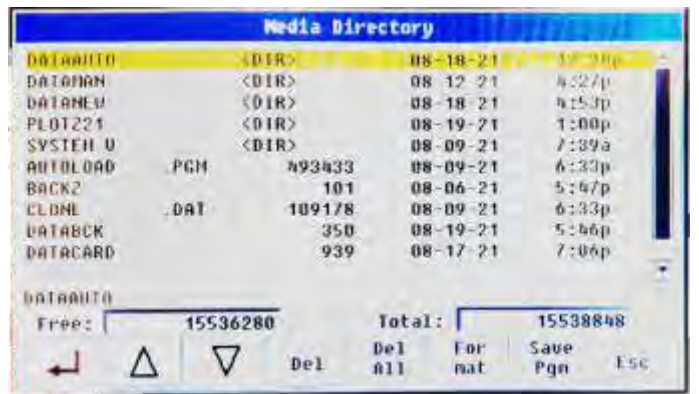 Media Directory
DATAAUTO <DIR> 08-18-21
DATAMAN <DIR> 08-12-21 4:27p
DATANEW <DIR> 08-18-21 4:53p
PLOTZ21 <DIR> 08-19-21 1:00p
SYSTEM V <DIR> 08-09-21 7:39a
AUTOLOAD .PGM 493433 08-09-21 6:33p
BACK2 101 08-06-21 5:47p
CLONE .DAT 109178 08-09-21 6:33p
DATABCK 350 08-19-21 5:46p
DATACARD 939 08-17-21 7:06p
DATAAUTO
Free: 15536280 Total: 15538848
Del Del All For mat Save Pgm Esc